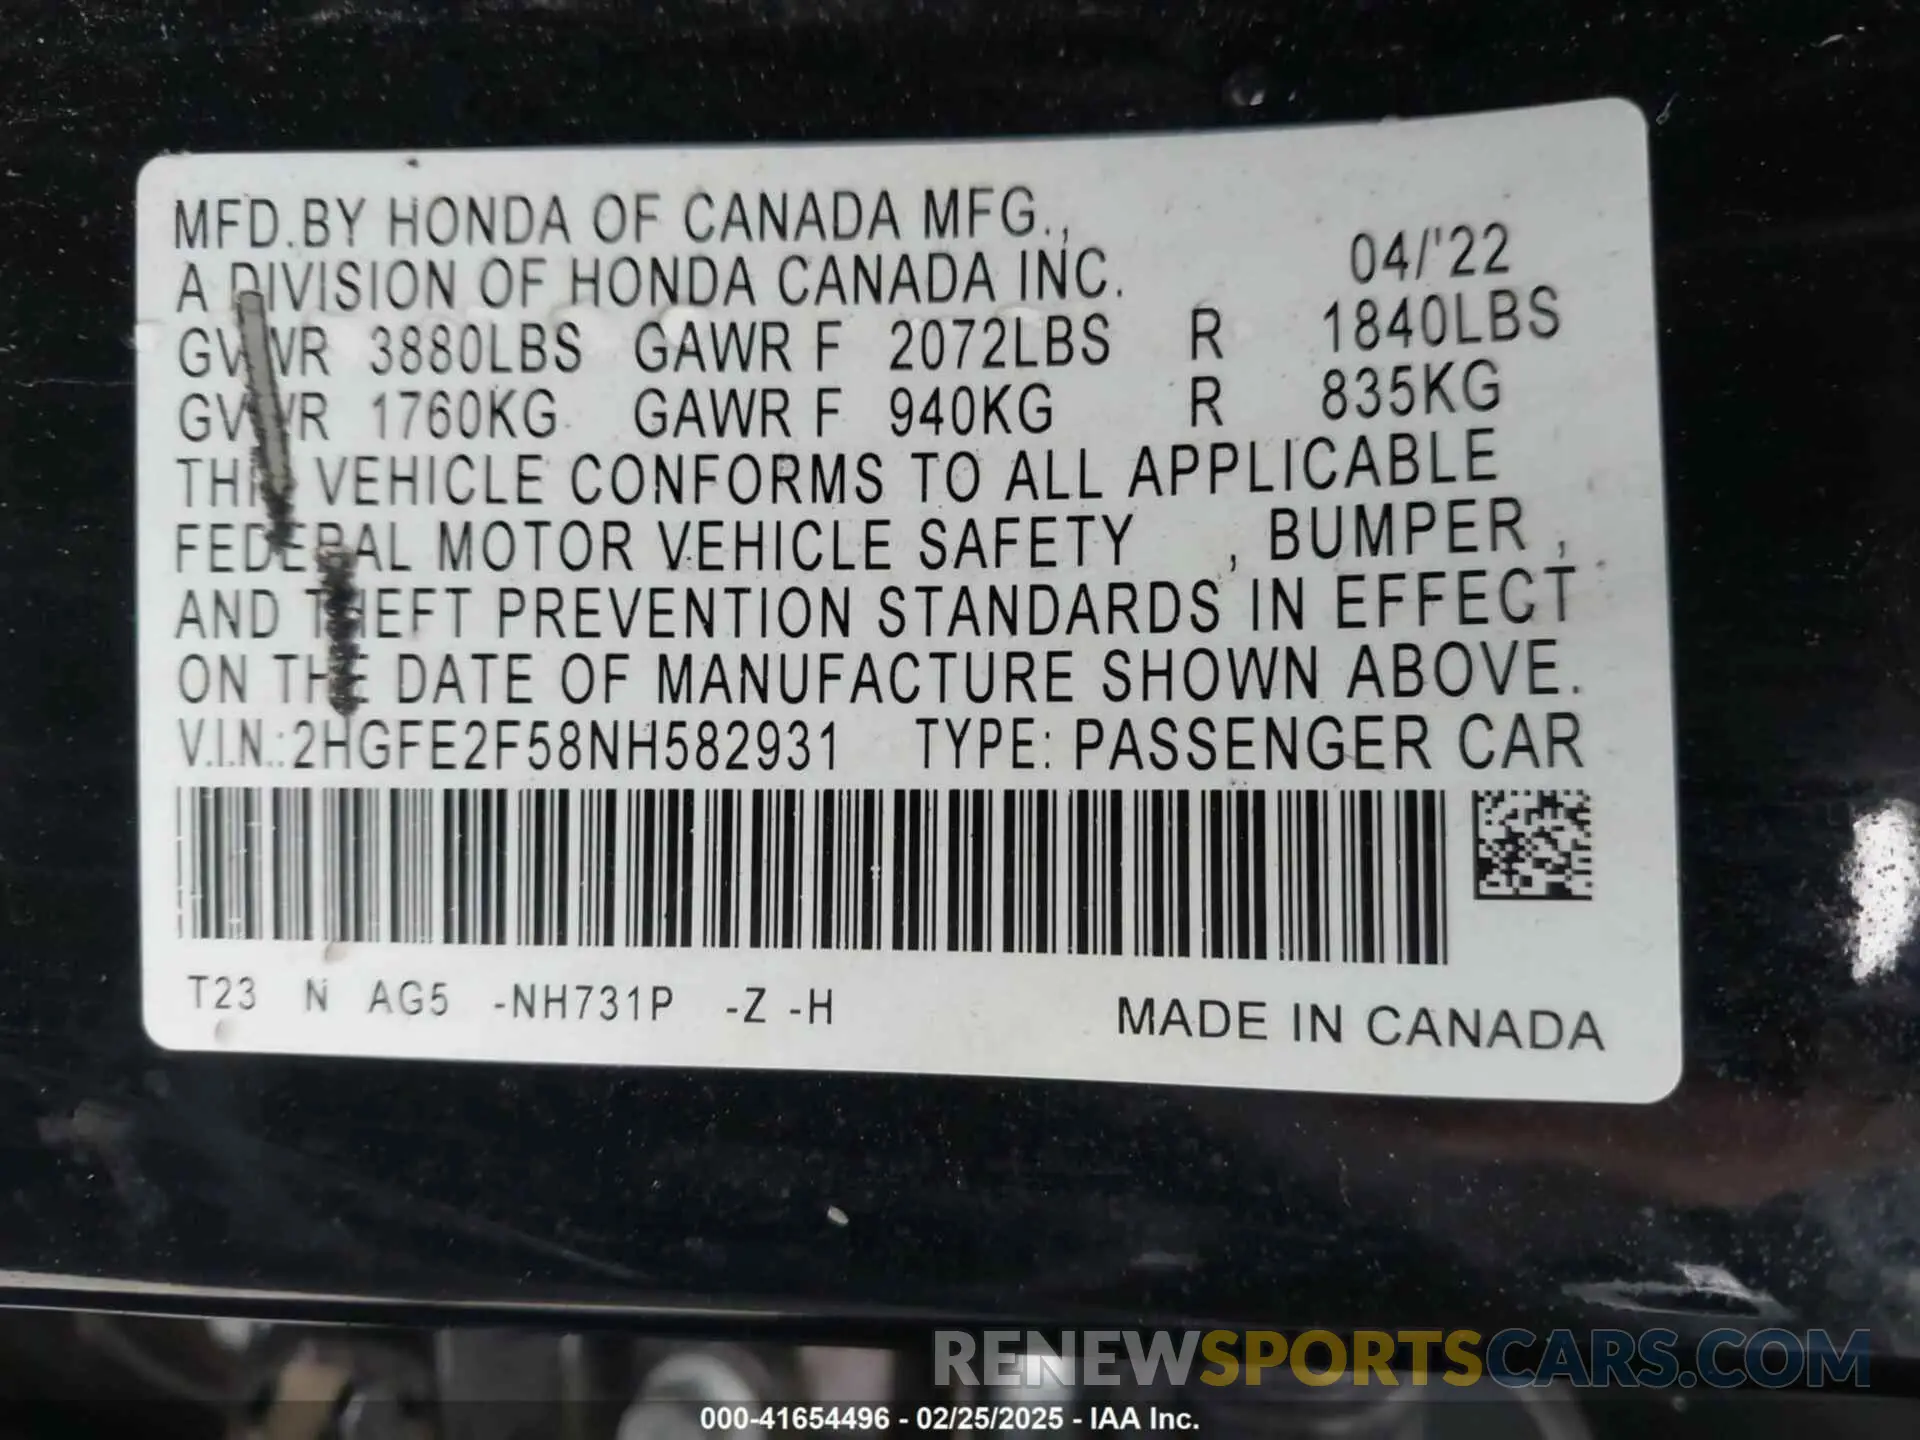 MFD.BY HONDA OF CANADA MFG.,
A DIVISION OF HONDA CANADA INC. 04/'22
GVWR 3880LBS GAWR F 2072LBS R 1840LBS
GVWR 1760KG GAWR F 940KG R 835KG
THIS VEHICLE CONFORMS TO ALL APPLICABLE
FEDERAL MOTOR VEHICLE SAFETY , BUMPER ,
AND THEFT PREVENTION STANDARDS IN EFFECT
ON THE DATE OF MANUFACTURE SHOWN ABOVE.
V.I.N.:2HGFE2F58NH582931 TYPE: PASSENGER CAR
T23 N AG5 -NH731P -Z -H MADE IN CANADA
RENEWSPORTSCARS.COM
000-41654496 - 02/25/2025 - IAA Inc.